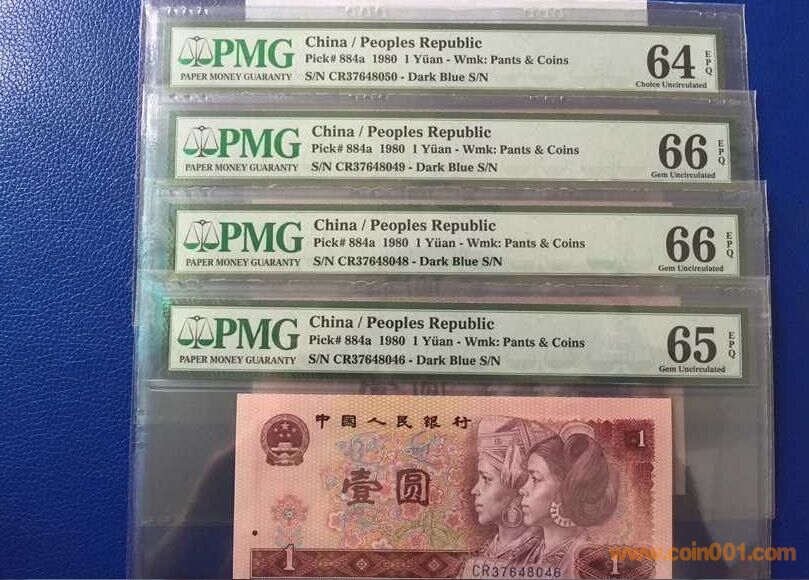 PMG
PAPER MONEY GUARANTY
China / Peoples Republic
Pick# 884a 1980 1 Yüan - Wmk: Pants & Coins
S/N CR37648050 - Dark Blue S/N
64 EPQ
Choice Uncirculated
PMG
PAPER MONEY GUARANTY
China / Peoples Republic
Pick# 884a 1980 1 Yüan - Wmk: Pants & Coins
S/N CR37648049 - Dark Blue S/N
66 EPQ
Gem Uncirculated
PMG
PAPER MONEY GUARANTY
China / Peoples Republic
Pick# 884a 1980 1 Yüan - Wmk: Pants & Coins
S/N CR37648048 - Dark Blue S/N
66 EPQ
Gem Uncirculated
PMG
PAPER MONEY GUARANTY
China / Peoples Republic
Pick# 884a 1980 1 Yüan - Wmk: Pants & Coins
S/N CR37648046 - Dark Blue S/N
65 EPQ
Gem Uncirculated
中国人民银行
1
壹圆
1
CR37648046
1
www.coin001.com